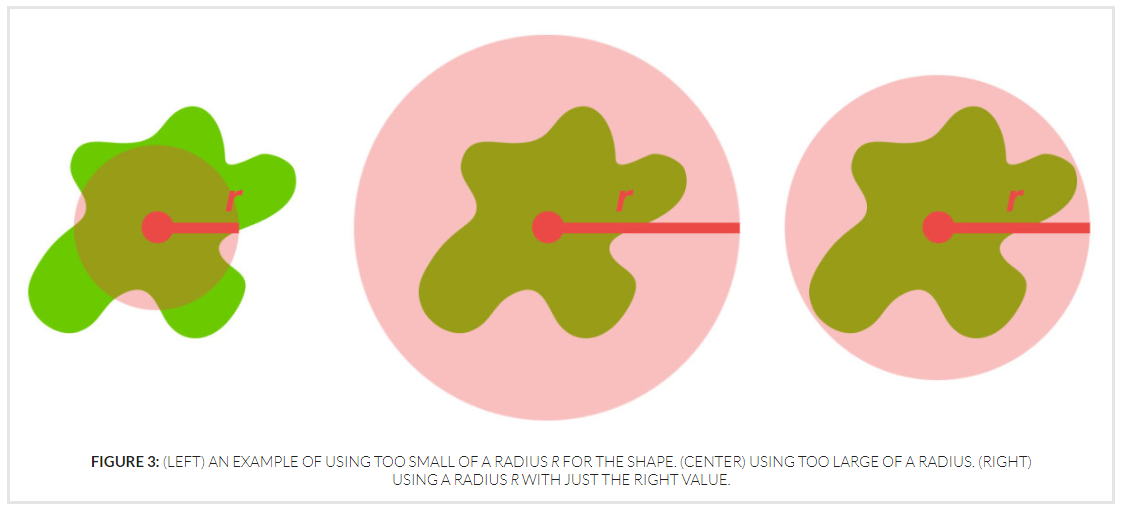 r
r
r
FIGURE 3: (LEFT) AN EXAMPLE OF USING TOO SMALL OF A RADIUS R FOR THE SHAPE. (CENTER) USING TOO LARGE OF A RADIUS. (RIGHT)
USING A RADIUS R WITH JUST THE RIGHT VALUE.